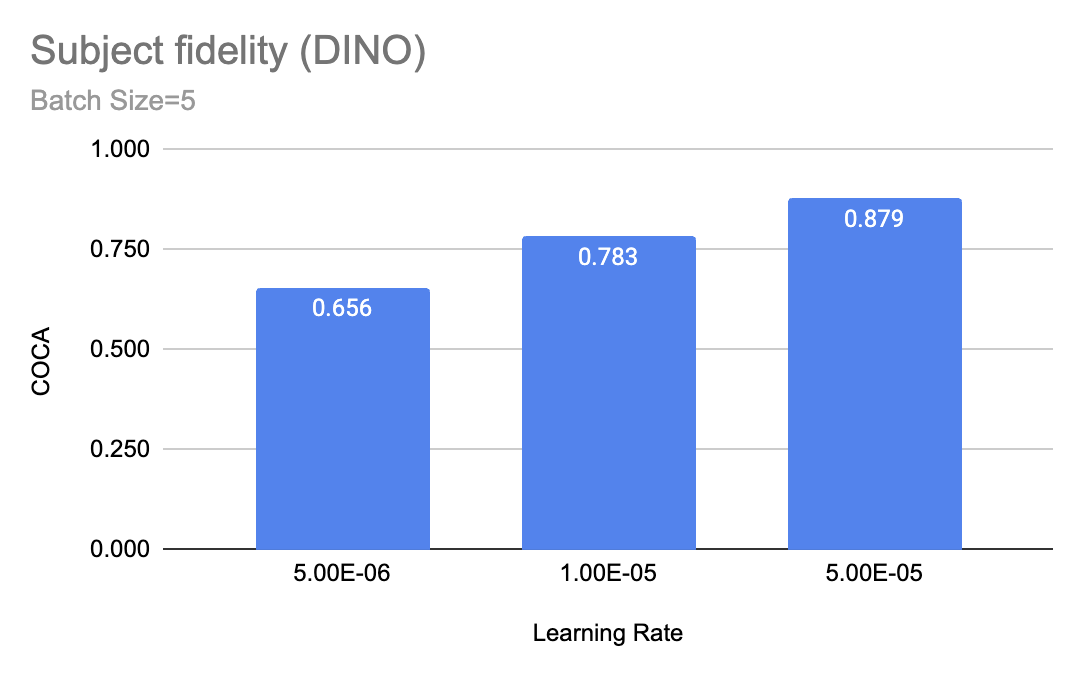 Subject fidelity (DINO)
Batch Size=5
1.000
0.750
0.500
0.250
0.000
COCA
0.656
0.783
0.879
5.00E-06
1.00E-05
5.00E-05
Learning Rate